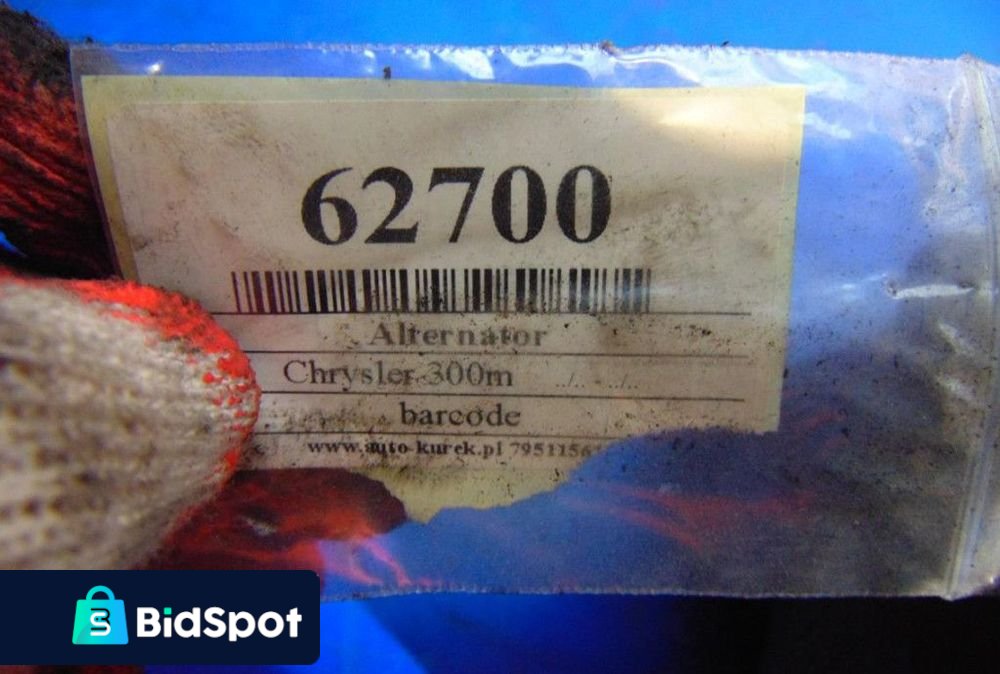 62700
Alternator
Chrysler 300m ../.. - ../..
barcode
www.auto-kurek.pl
BidSpot